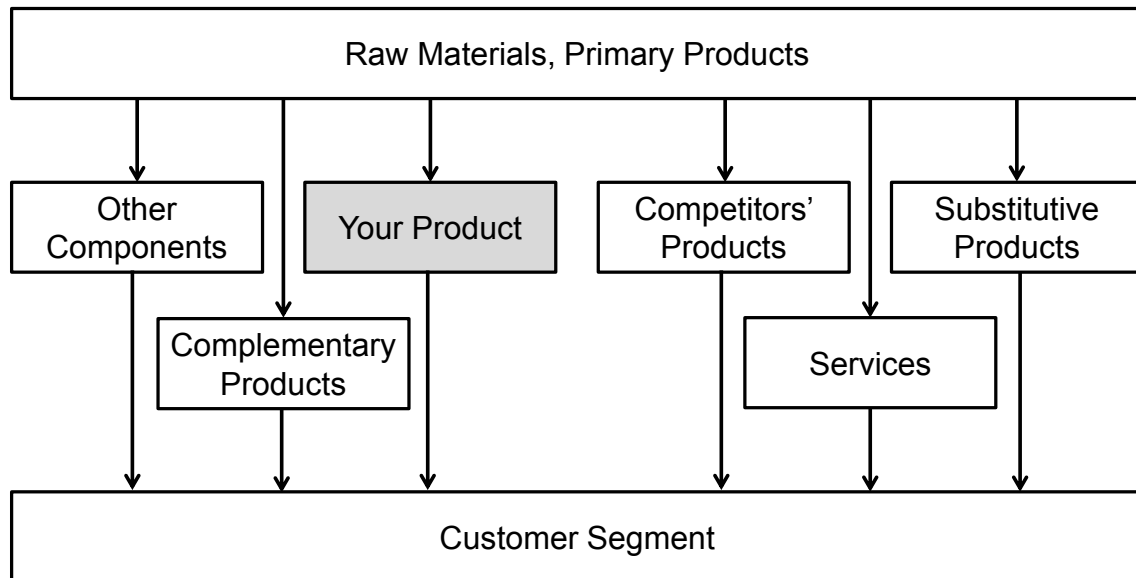 Raw Materials, Primary Products
Other
Components
Your Product
Competitors’
Products
Substitutive
Products
Complementary
Products
Services
Customer Segment